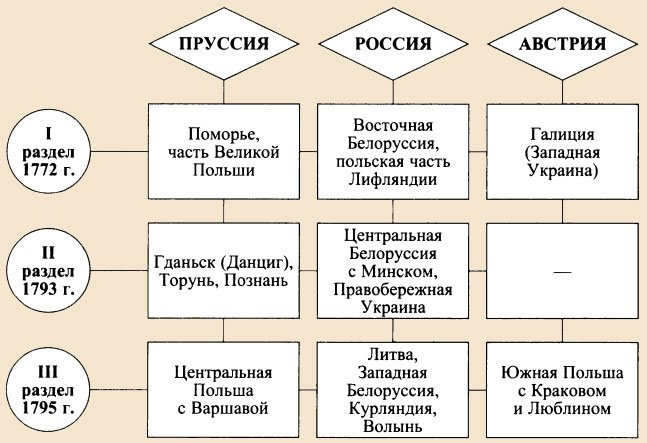 ПРУССИЯ
РОССИЯ
АВСТРИЯ
I
раздел
1772 г.
Поморье,
часть Великой
Польши
Восточная
Белоруссия,
польская часть
Лифляндии
Галиция
(Западная
Украина)
II
раздел
1793 г.
Гданьск (Данциг),
Торунь, Познань
Центральная
Белоруссия
с Минском,
Правобережная
Украина
—
III
раздел
1795 г.
Центральная
Польша
с Варшавой
Литва,
Западная
Белоруссия,
Курляндия,
Волынь
Южная Польша
с Краковом
и Люблином